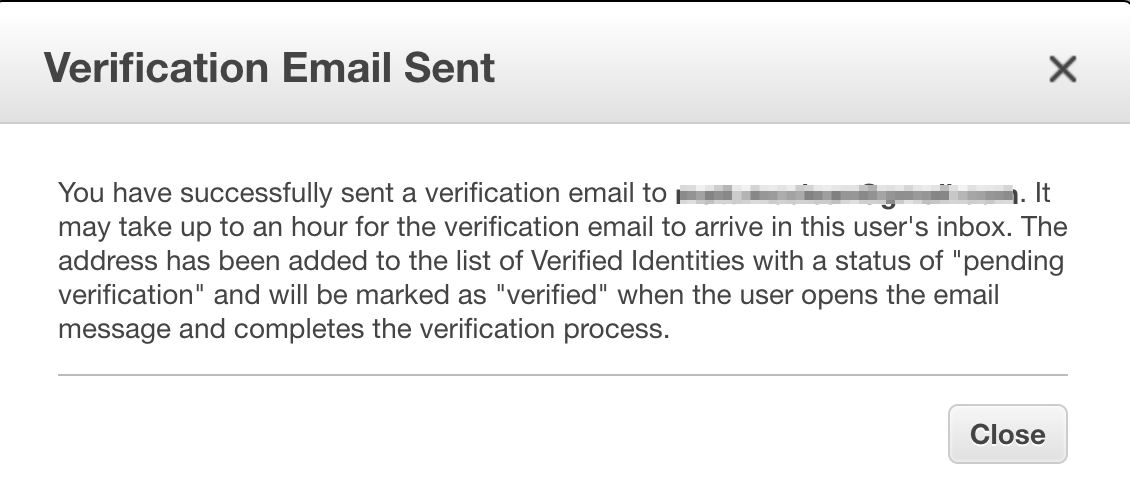 Verification Email Sent
You have successfully sent a verification email to . It
may take up to an hour for the verification email to arrive in this user's inbox. The
address has been added to the list of Verified Identities with a status of "pending
verification" and will be marked as "verified" when the user opens the email
message and completes the verification process.
Close